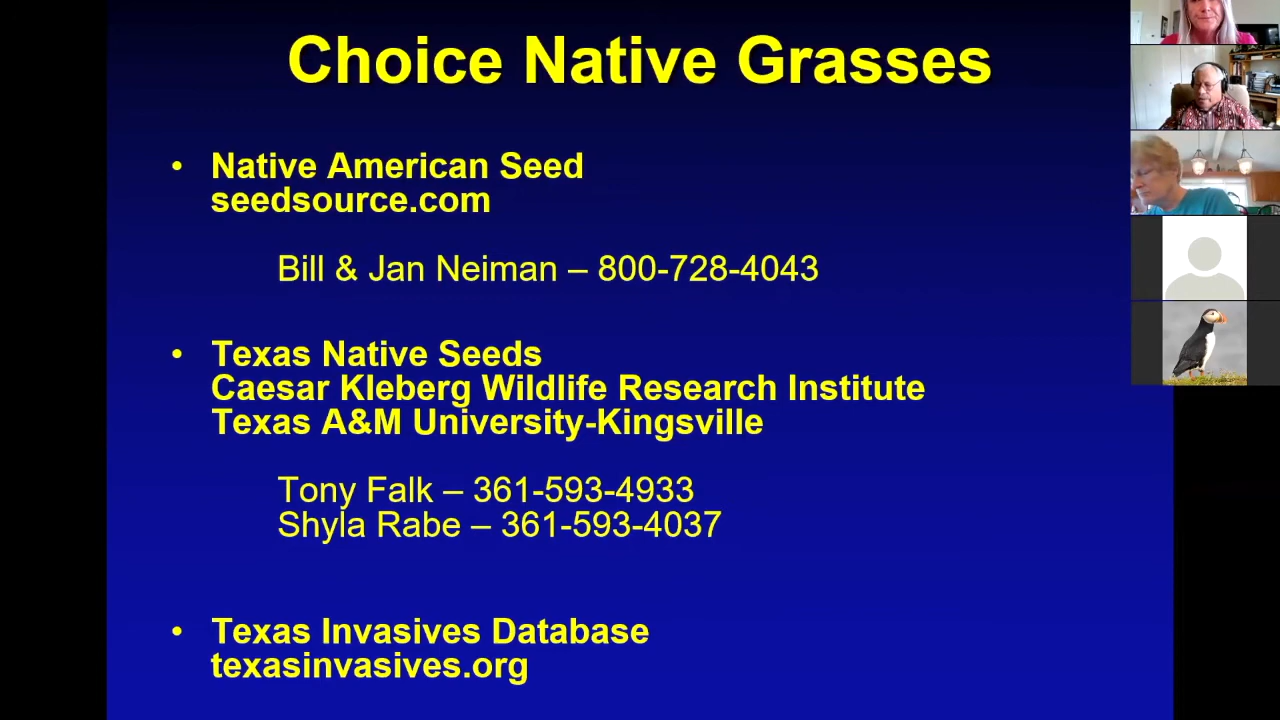 Choice Native Grasses
• Native American Seed
seedsource.com
Bill & Jan Neiman – 800-728-4043
• Texas Native Seeds
Caesar Kleberg Wildlife Research Institute
Texas A&M University-Kingsville
Tony Falk – 361-593-4933
Shyla Rabe – 361-593-4037
• Texas Invasives Database
texasinvasives.org